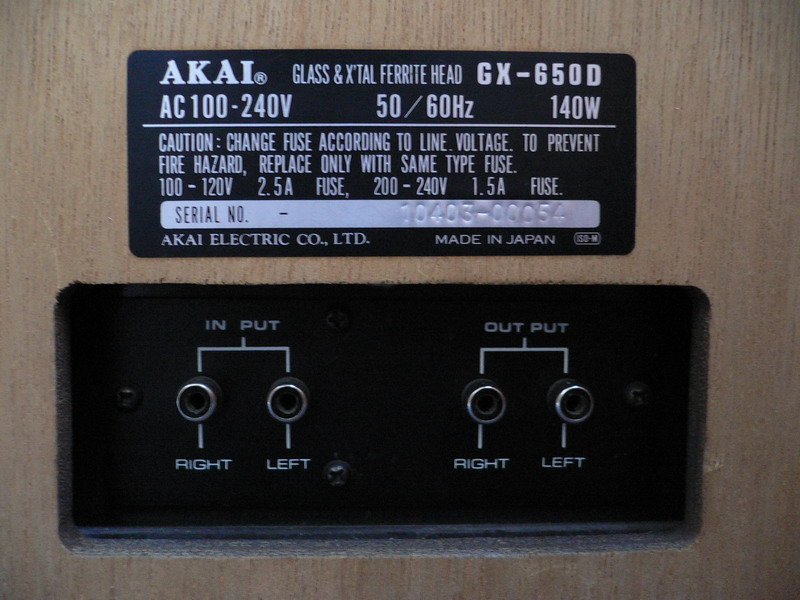 AKAI® GLASS & X'TAL FERRITE HEAD GX-650D
AC 100-240V 50/60Hz 140W
CAUTION: CHANGE FUSE ACCORDING TO LINE VOLTAGE. TO PREVENT
FIRE HAZARD, REPLACE ONLY WITH SAME TYPE FUSE.
100-120V 2.5A FUSE, 200-240V 1.5A FUSE.
SERIAL NO. - 10403-00054
AKAI ELECTRIC CO., LTD. MADE IN JAPAN ISO-M
IN PUT OUT PUT
RIGHT LEFT RIGHT LEFT